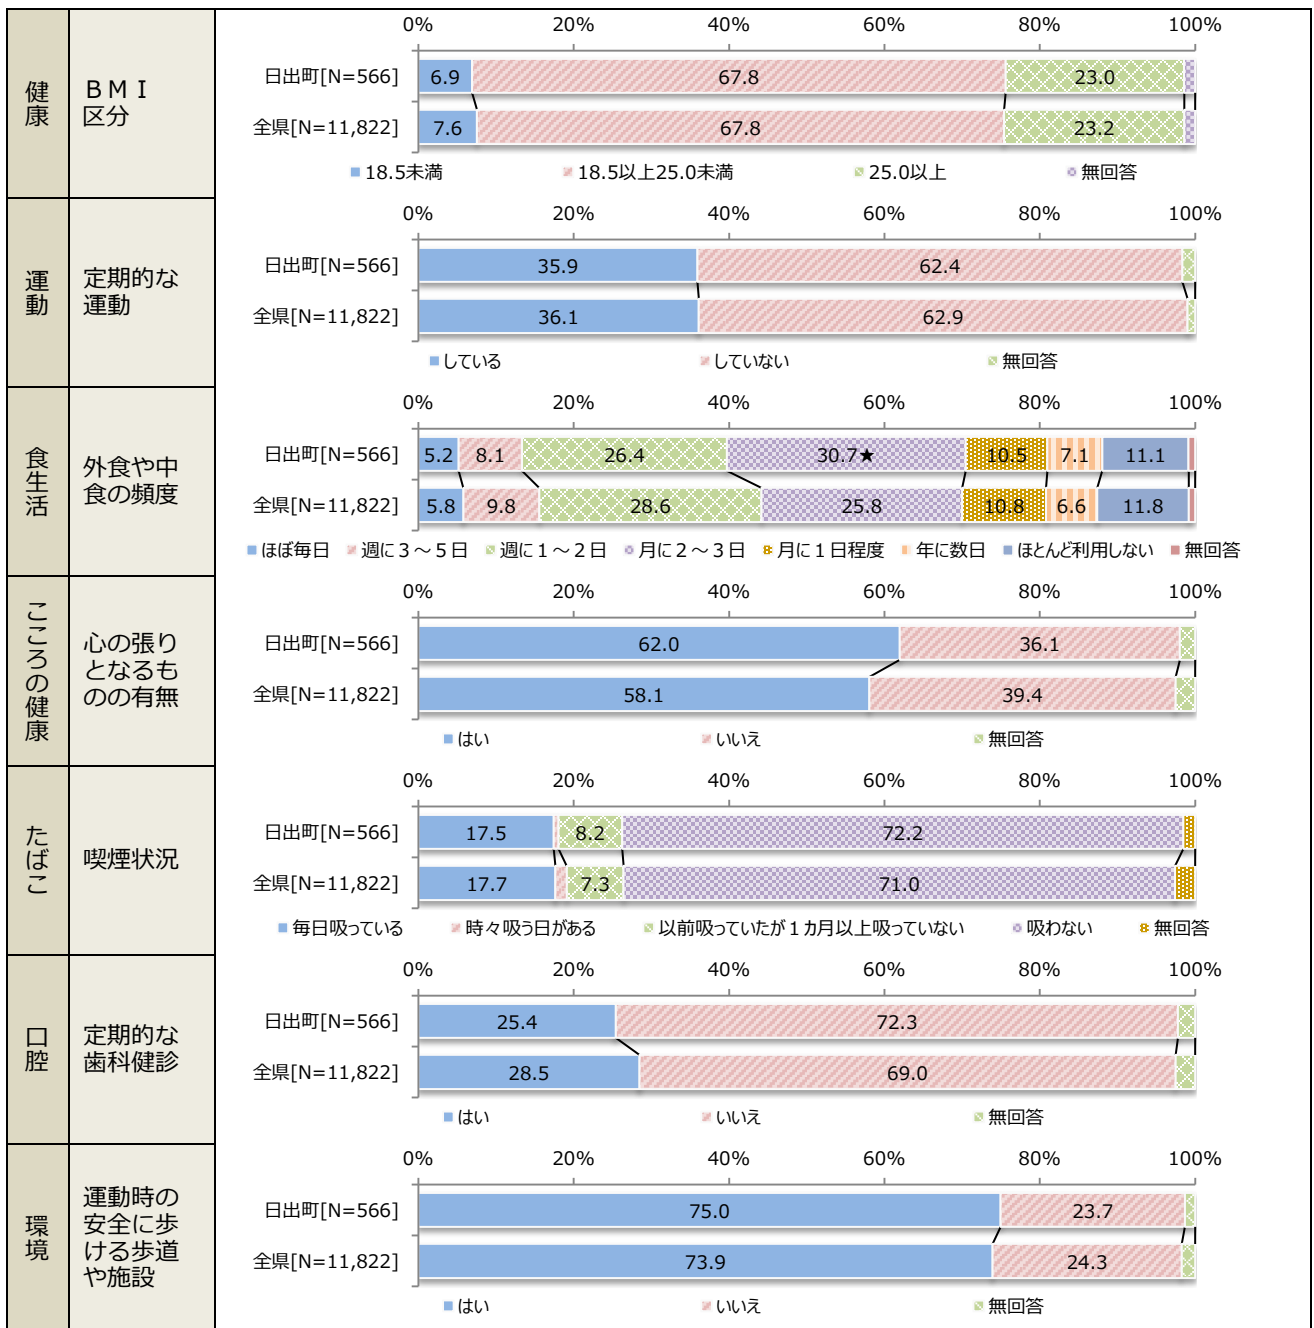 健康
ＢＭＩ
区分
0% 20% 40% 60% 80% 100%
日出町[N=566] 6.9 67.8 23.0
全県[N=11,822] 7.6 67.8 23.2
18.5未満 18.5以上25.0未満 25.0以上 無回答
運動
定期的な
運動
0% 20% 40% 60% 80% 100%
日出町[N=566] 35.9 62.4
全県[N=11,822] 36.1 62.9
している していない 無回答
食生活
外食や中
食の頻度
0% 20% 40% 60% 80% 100%
日出町[N=566] 5.2 8.1 26.4 30.7★ 10.5 7.1 11.1
全県[N=11,822] 5.8 9.8 28.6 25.8 10.8 6.6 11.8
ほぼ毎日 週に３～５日 週に１～２日 月に２～３日 月に１日程度 年に数日 ほとんど利用しない 無回答
こころの健康
心の張り
となるも
のの有無
0% 20% 40% 60% 80% 100%
日出町[N=566] 62.0 36.1
全県[N=11,822] 58.1 39.4
はい いいえ 無回答
たばこ
喫煙状況
0% 20% 40% 60% 80% 100%
日出町[N=566] 17.5 8.2 72.2
全県[N=11,822] 17.7 7.3 71.0
毎日吸っている 時々吸う日がある 以前吸っていたが１カ月以上吸っていない 吸わない 無回答
口腔
定期的な
歯科健診
0% 20% 40% 60% 80% 100%
日出町[N=566] 25.4 72.3
全県[N=11,822] 28.5 69.0
はい いいえ 無回答
環境
運動時の
安全に歩
ける歩道
や施設
0% 20% 40% 60% 80% 100%
日出町[N=566] 75.0 23.7
全県[N=11,822] 73.9 24.3
はい いいえ 無回答